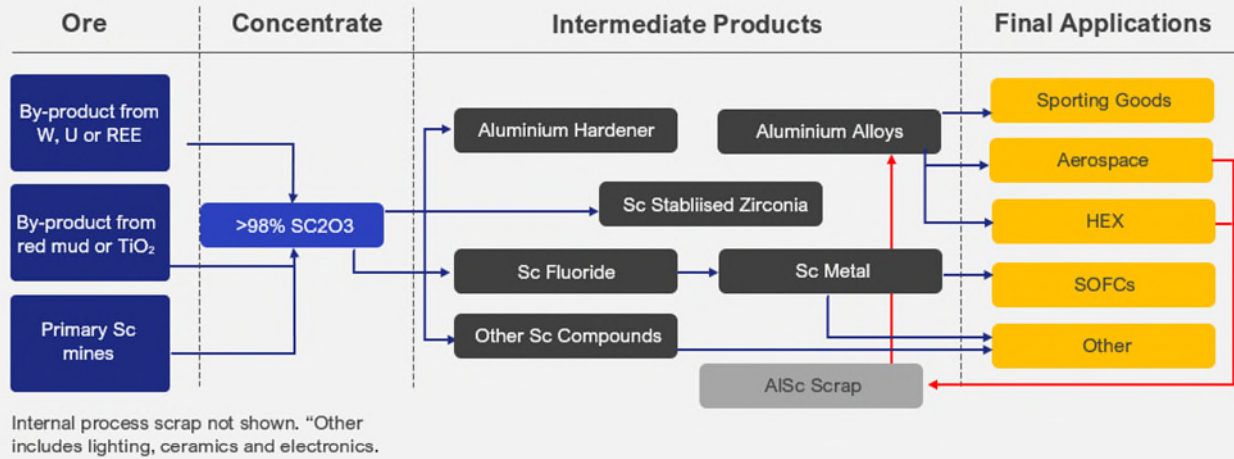 Ore
Concentrate
Intermediate Products
Final Applications
By-product from
W, U or REE
By-product from
red mud or TiO₂
Primary Sc
mines
>98% SC2O3
Aluminium Hardener
Aluminium Alloys
Sc Stabliised Zirconia
Sc Fluoride
Sc Metal
Other Sc Compounds
AlSc Scrap
Sporting Goods
Aerospace
HEX
SOFCs
Other
Internal process scrap not shown. “Other
includes lighting, ceramics and electronics.